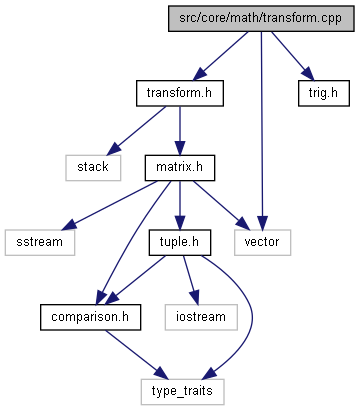 src/core/math/transform.cpp
transform.h
trig.h
stack
matrix.h
sstream
tuple.h
vector
comparison.h
iostream
type_traits